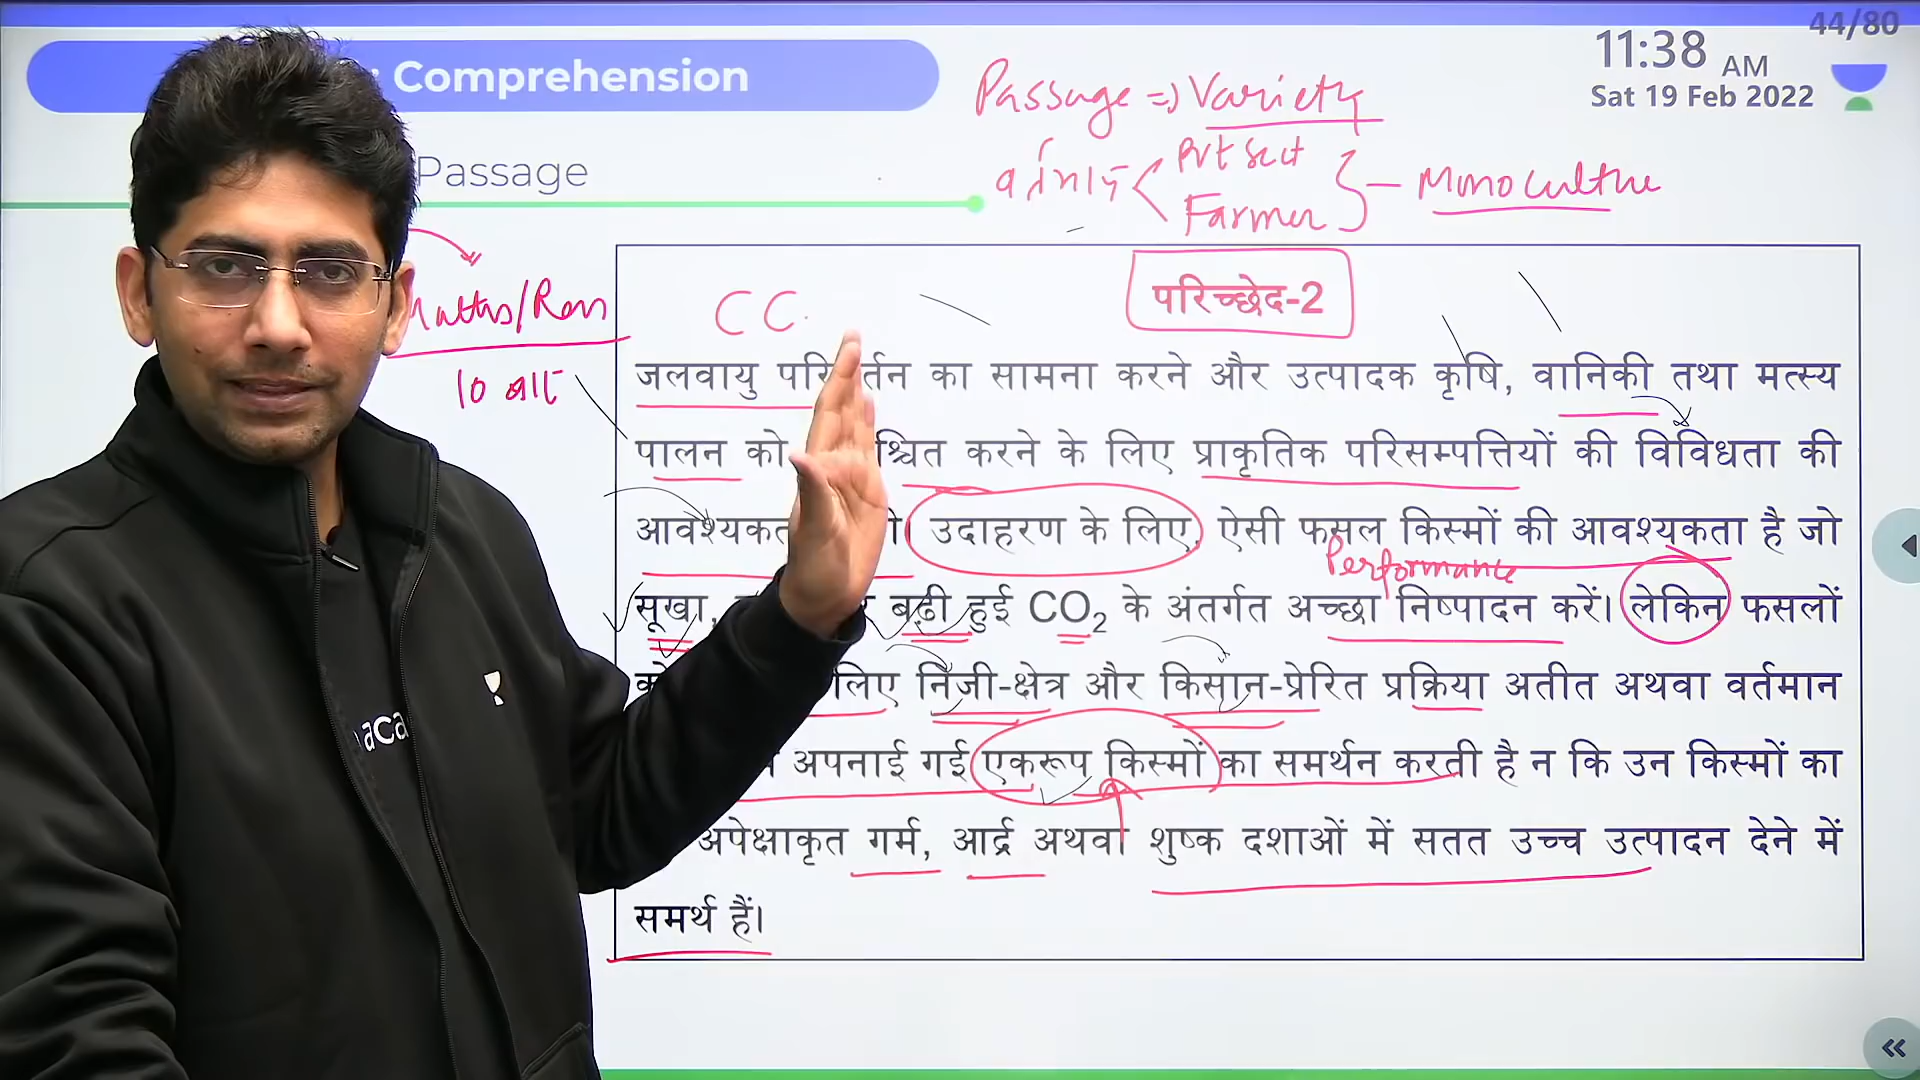 44/80
11:38 AM
Sat 19 Feb 2022
: Comprehension
Passage
Passage => Variety
Pvt Sect
Farmer
Monoculture
Maths/Reas
10
CC
परिच्छेद-2
जलवायु परि र्तन का सामना करने और उत्पादक कृषि, वानिकी तथा मत्स्य
पालन को श्चित करने के लिए प्राकृतिक परिसम्पत्तियों की विविधता की
आवश्यकत उदाहरण के लिए, ऐसी फसल किस्मों की आवश्यकता है जो
Performance
सूखा, बढ़ी हुई CO2 के अंतर्गत अच्छा निष्पादन करें। लेकिन फसलों
लिए निजी-क्षेत्र और किसान-प्रेरित प्रक्रिया अतीत अथवा वर्तमान
अपनाई गई एकरूप किस्मों का समर्थन करती है न कि उन किस्मों का
अपेक्षाकृत गर्म, आर्द्र अथवा शुष्क दशाओं में सतत उच्च उत्पादन देने में
समर्थ हैं।
aca